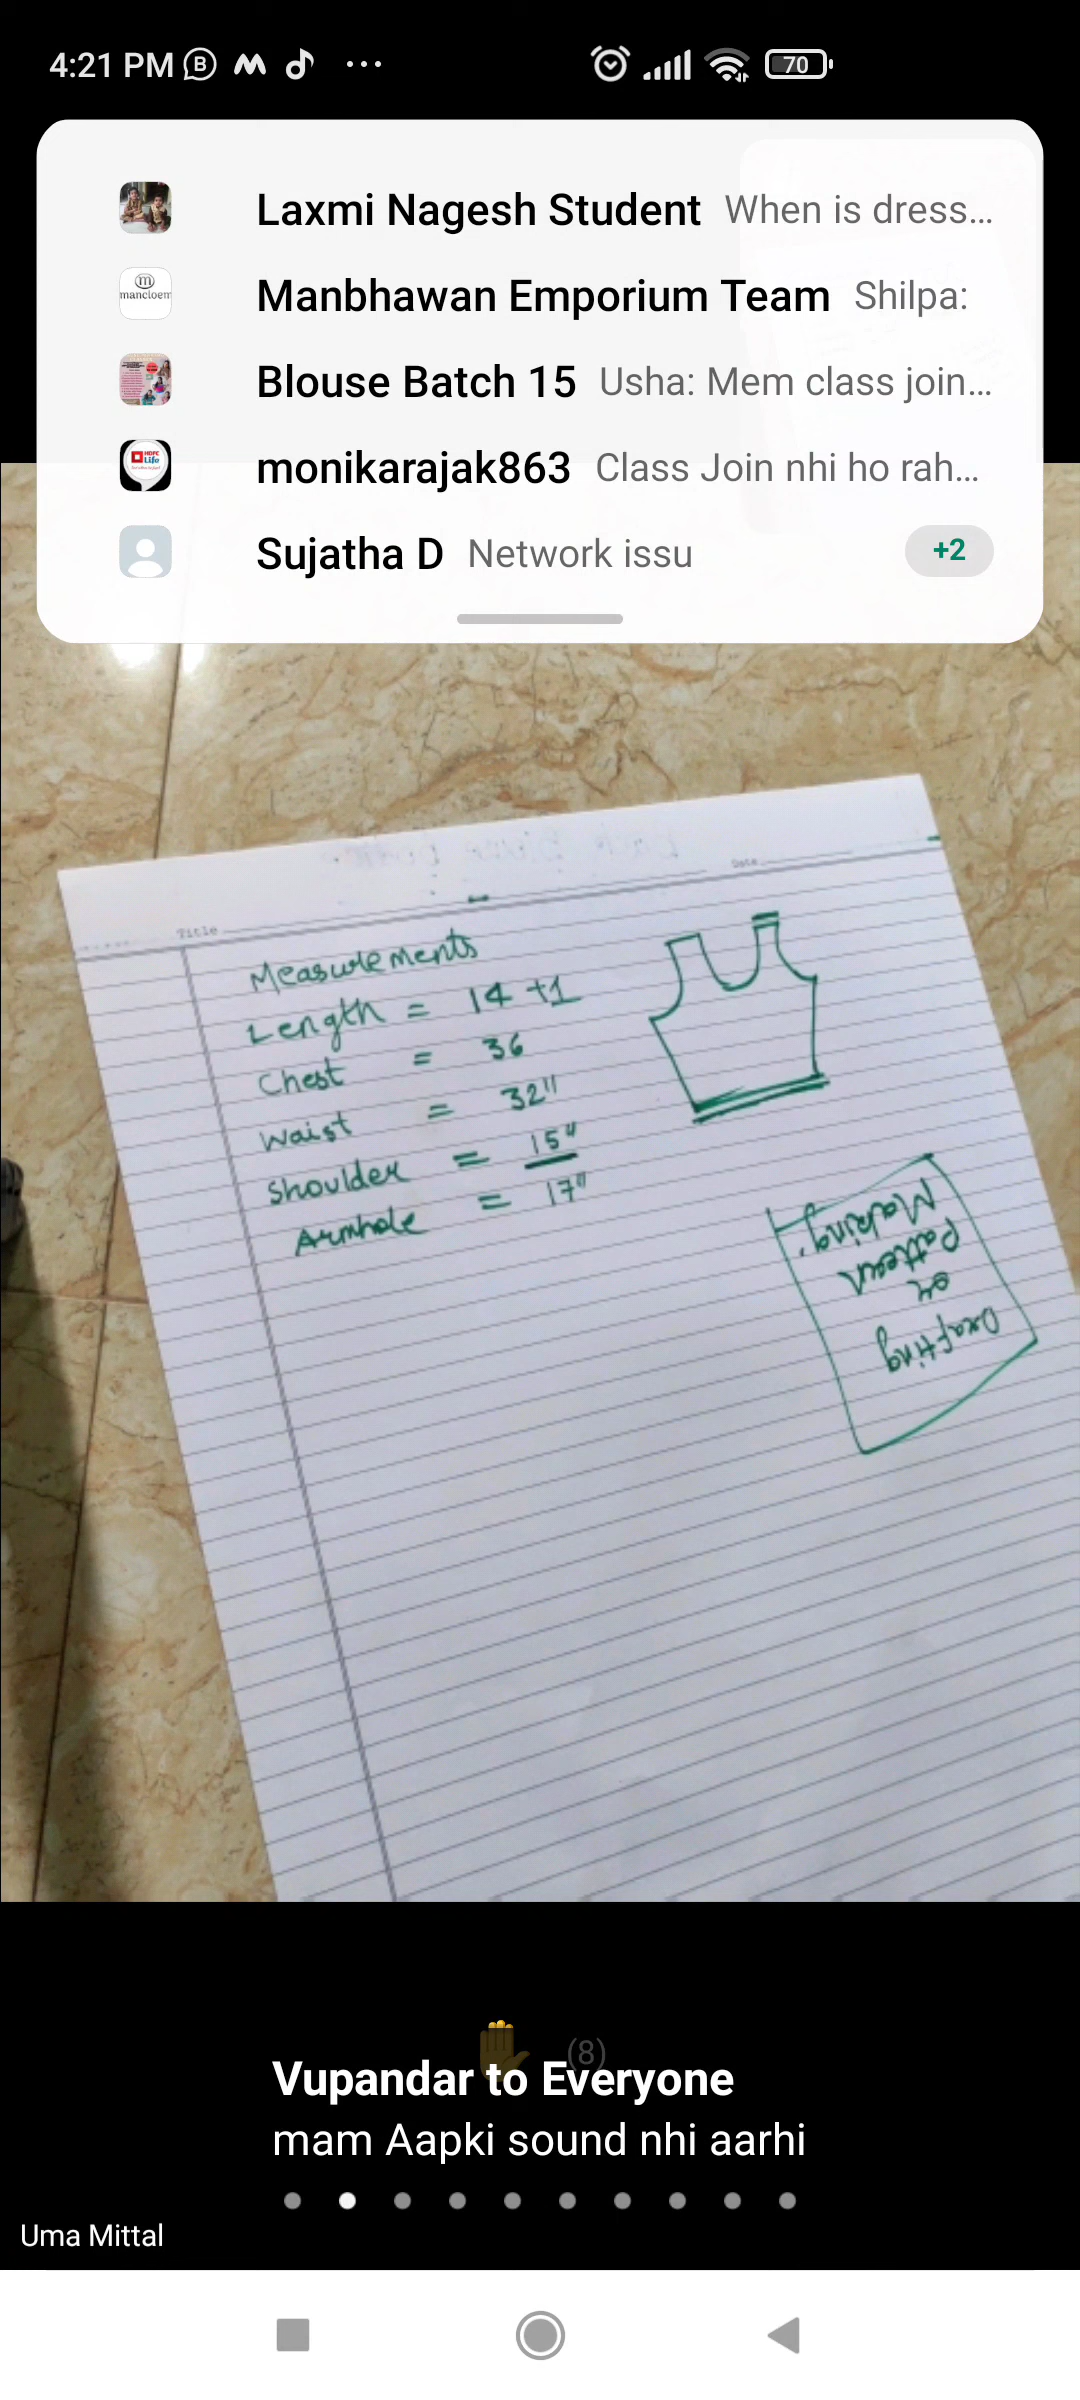 4:21 PM
70
Laxmi Nagesh Student When is dress...
Manbhawan Emporium Team Shilpa:
Blouse Batch 15 Usha: Mem class join...
monikarajak863 Class Join nhi ho rah...
Sujatha D Network issu
+2
Title
Date
Measurements
Length = 14 +1
Chest = 36
Waist = 32"
Shoulder = 15"
Armhole = 17"
Drafting
or
Pattern
Making.
(8)
Vupandar to Everyone
mam Aapki sound nhi aarhi
Uma Mittal